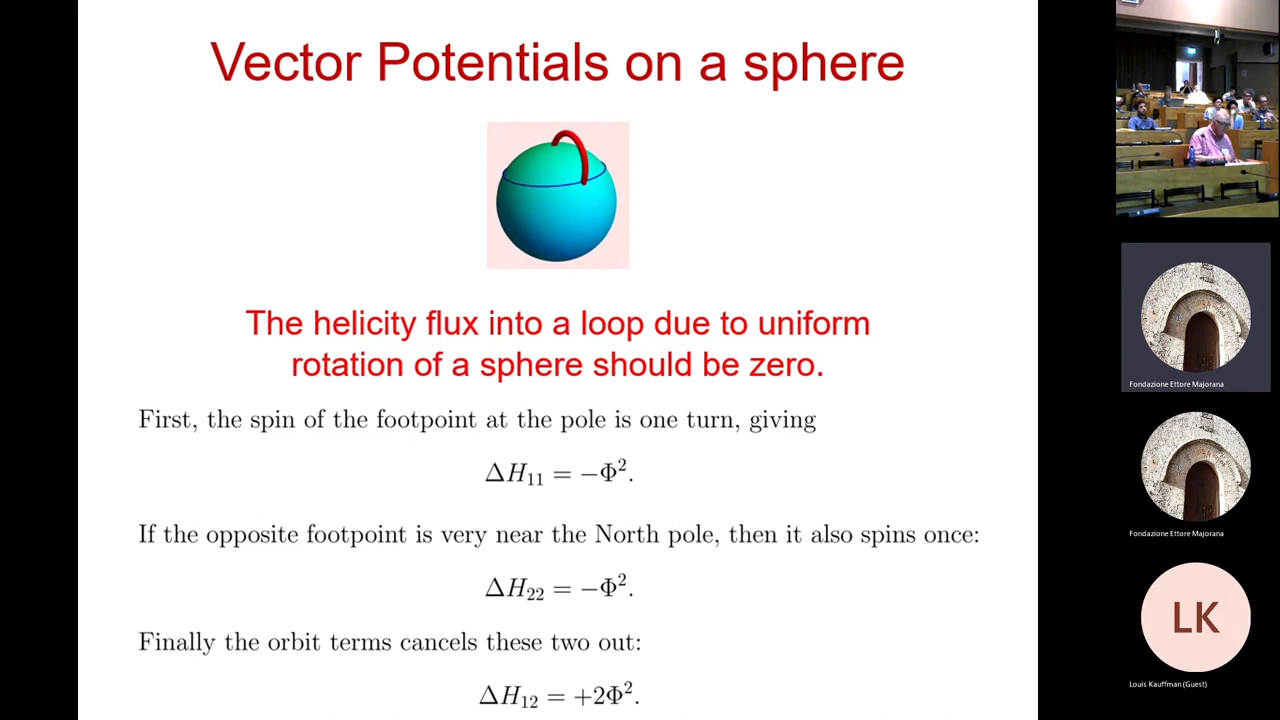 Vector Potentials on a sphere
The helicity flux into a loop due to uniform
rotation of a sphere should be zero.
First, the spin of the footpoint at the pole is one turn, giving
ΔH₁₁ = −Φ².
If the opposite footpoint is very near the North pole, then it also spins once:
ΔH₂₂ = −Φ².
Finally the orbit terms cancels these two out:
ΔH₁₂ = +2Φ².
Fondazione Ettore Majorana
Fondazione Ettore Majorana
LK
Louis Kauffman (Guest)